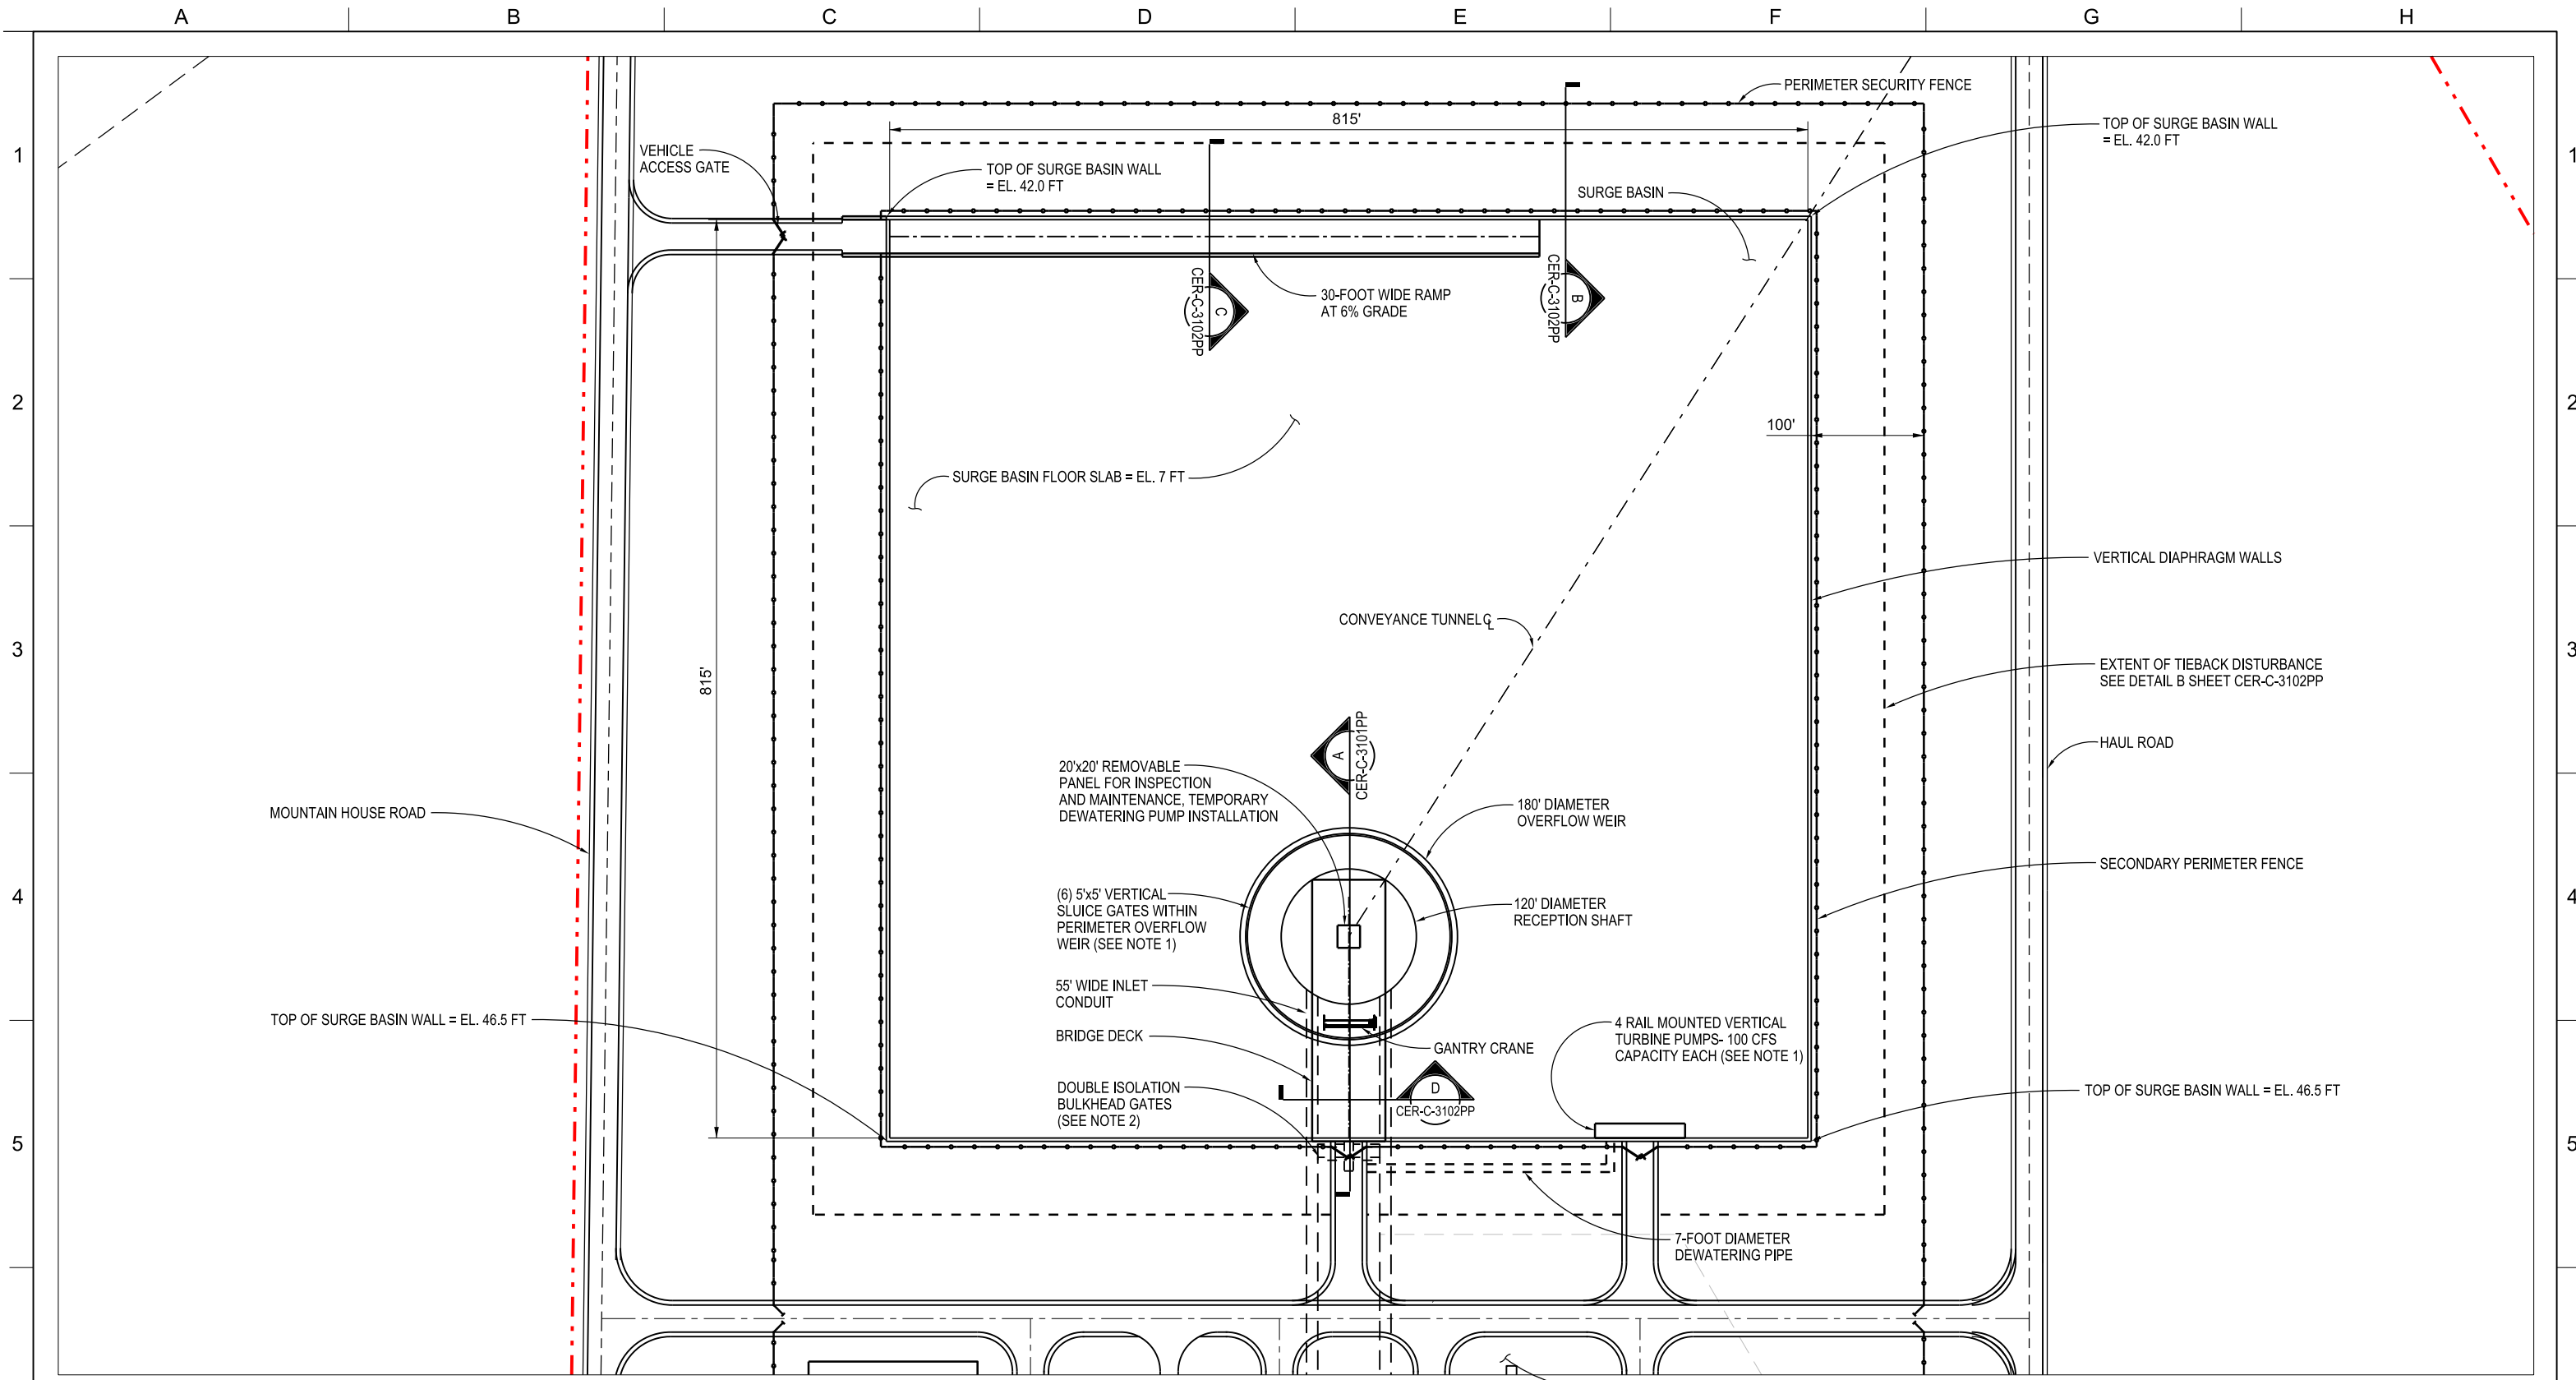 A B C D E F G H
1
1
2
2
3
3
4
4
5
5
PERIMETER SECURITY FENCE
815'
TOP OF SURGE BASIN WALL
= EL. 42.0 FT
VEHICLE
ACCESS GATE
TOP OF SURGE BASIN WALL
= EL. 42.0 FT
SURGE BASIN
C
CER-C-3102PP
B
CER-C-3102PP
30-FOOT WIDE RAMP
AT 6% GRADE
100'
SURGE BASIN FLOOR SLAB = EL. 7 FT
VERTICAL DIAPHRAGM WALLS
CONVEYANCE TUNNEL CL
815'
EXTENT OF TIEBACK DISTURBANCE
SEE DETAIL B SHEET CER-C-3102PP
HAUL ROAD
A
CER-C-3101PP
20'x20' REMOVABLE
PANEL FOR INSPECTION
AND MAINTENANCE, TEMPORARY
DEWATERING PUMP INSTALLATION
180' DIAMETER
OVERFLOW WEIR
MOUNTAIN HOUSE ROAD
SECONDARY PERIMETER FENCE
(6) 5'x5' VERTICAL
SLUICE GATES WITHIN
PERIMETER OVERFLOW
WEIR (SEE NOTE 1)
120' DIAMETER
RECEPTION SHAFT
55' WIDE INLET
CONDUIT
TOP OF SURGE BASIN WALL = EL. 46.5 FT
BRIDGE DECK
GANTRY CRANE
4 RAIL MOUNTED VERTICAL
TURBINE PUMPS- 100 CFS
CAPACITY EACH (SEE NOTE 1)
DOUBLE ISOLATION
BULKHEAD GATES
(SEE NOTE 2)
D
CER-C-3102PP
TOP OF SURGE BASIN WALL = EL. 46.5 FT
7-FOOT DIAMETER
DEWATERING PIPE